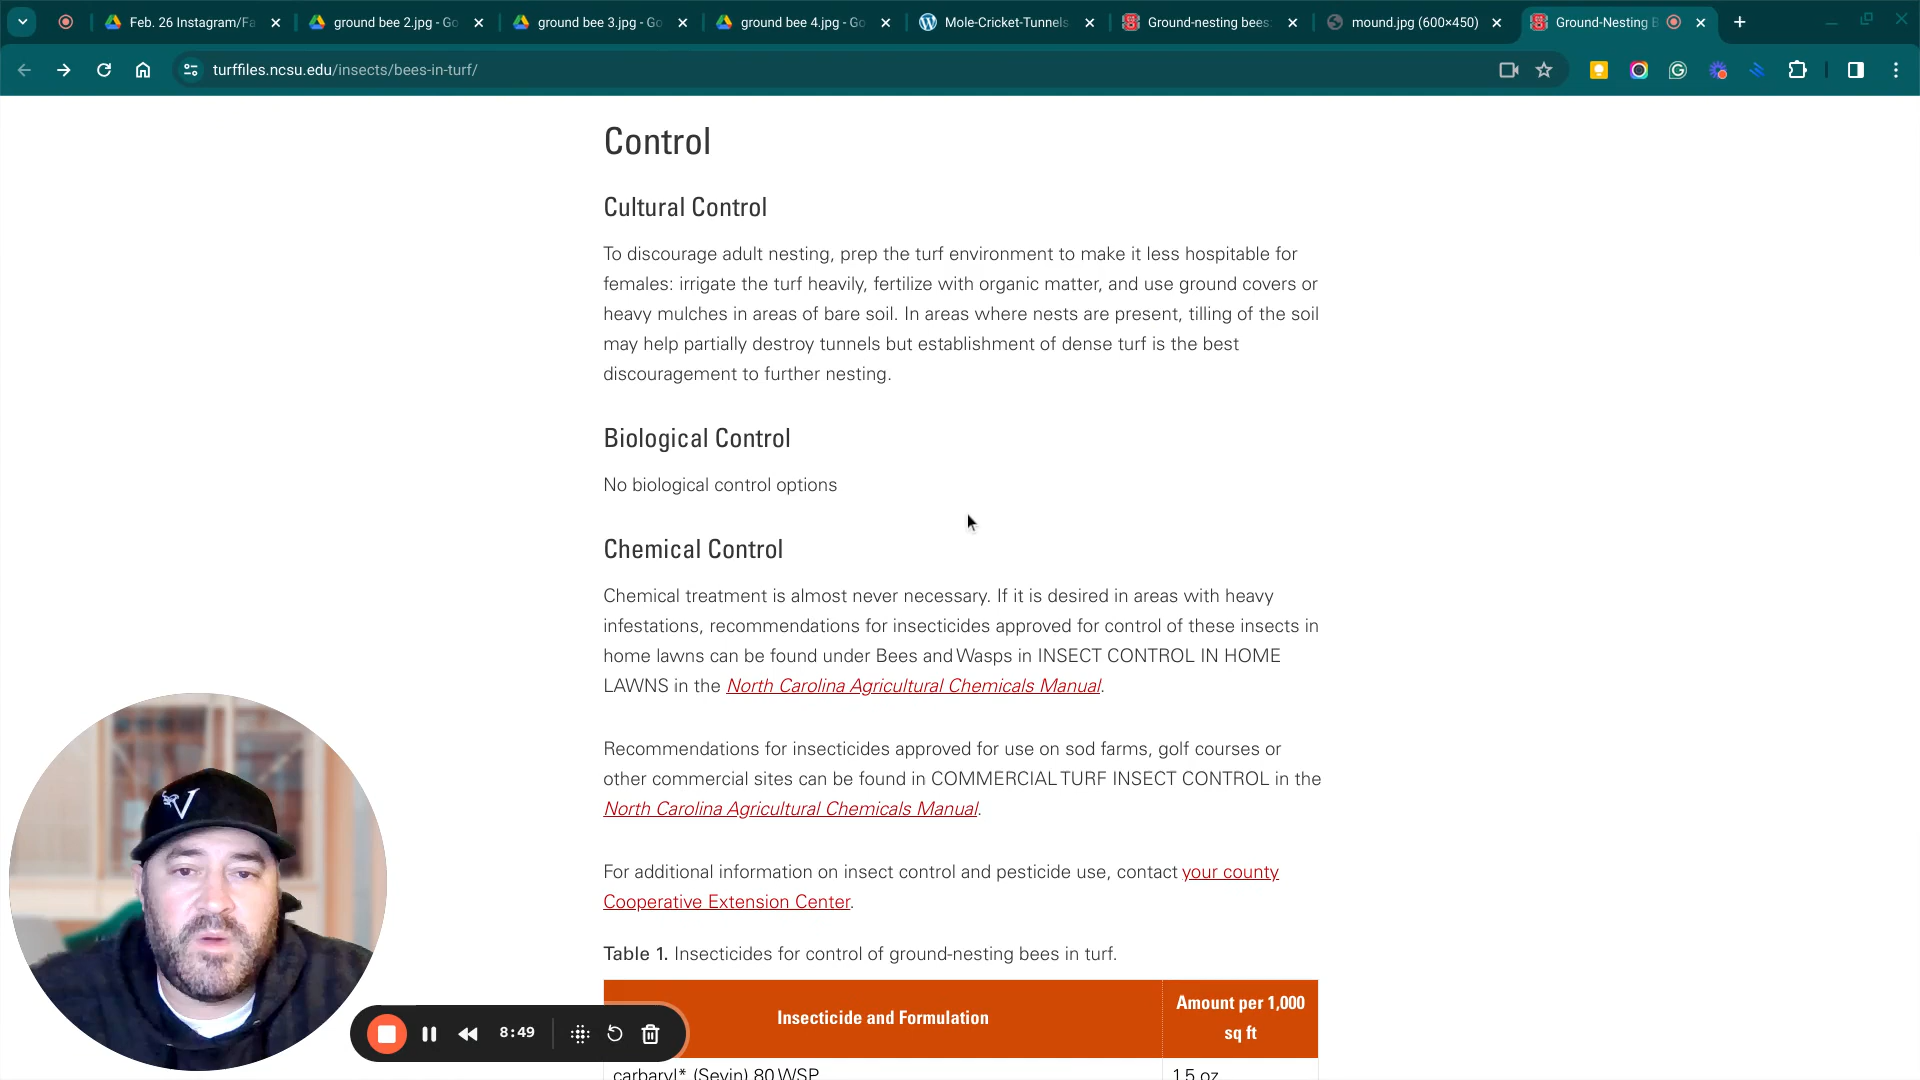 Feb. 26 Instagram/Fa
ground bee 2.jpg - Go
ground bee 3.jpg - Go
ground bee 4.jpg - Go
Mole-Cricket-Tunnels
Ground-nesting bees:
mound.jpg (600×450)
Ground-Nesting B
turffiles.ncsu.edu/insects/bees-in-turf/
Control
Cultural Control
To discourage adult nesting, prep the turf environment to make it less hospitable for
females: irrigate the turf heavily, fertilize with organic matter, and use ground covers or
heavy mulches in areas of bare soil. In areas where nests are present, tilling of the soil
may help partially destroy tunnels but establishment of dense turf is the best
discouragement to further nesting.
Biological Control
No biological control options
Chemical Control
Chemical treatment is almost never necessary. If it is desired in areas with heavy
infestations, recommendations for insecticides approved for control of these insects in
home lawns can be found under Bees and Wasps in INSECT CONTROL IN HOME
LAWNS in the North Carolina Agricultural Chemicals Manual.
Recommendations for insecticides approved for use on sod farms, golf courses or
other commercial sites can be found in COMMERCIAL TURF INSECT CONTROL in the
North Carolina Agricultural Chemicals Manual.
For additional information on insect control and pesticide use, contact your county
Cooperative Extension Center.
Table 1. Insecticides for control of ground-nesting bees in turf.
Insecticide and Formulation
Amount per 1,000
sq ft
carbaryl* (Sevin) 80 WSP
1.5 oz
V
8:49